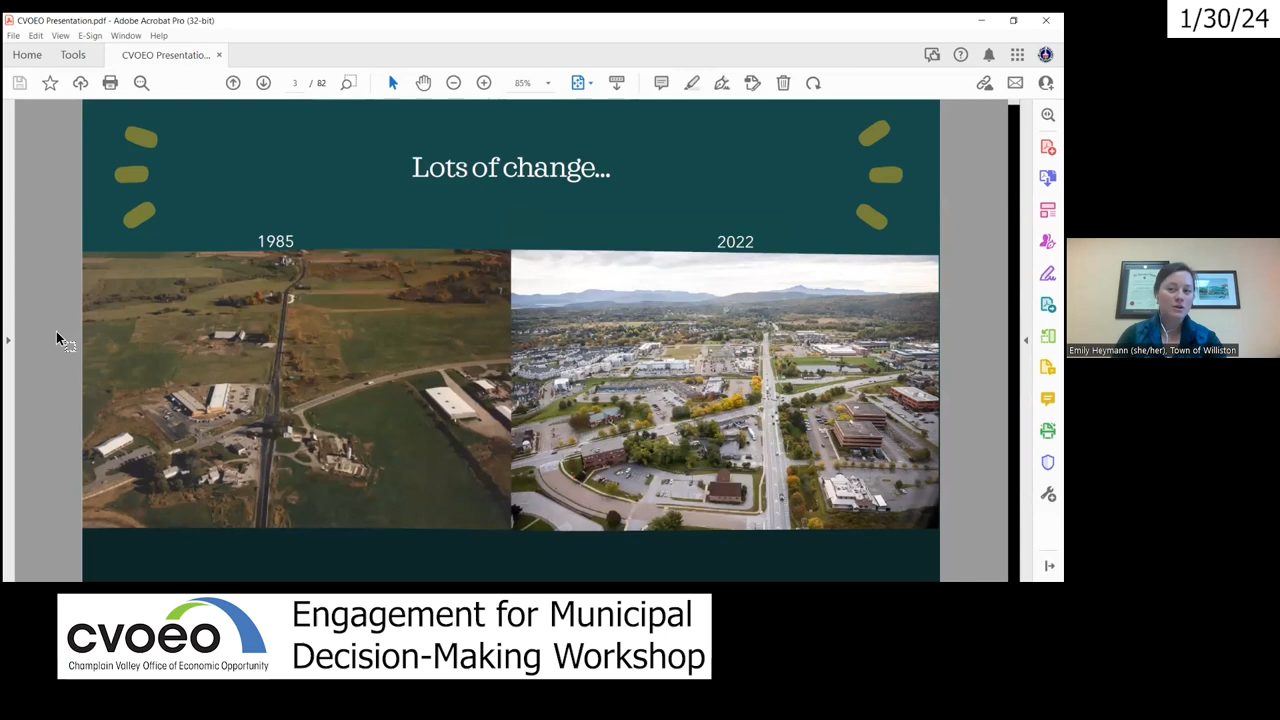 1/30/24
CVOEO Presentation.pdf - Adobe Acrobat Pro (32-bit)
File Edit View E-Sign Window Help
Home Tools CVOEO Presentatio... ×
3 / 82 85%
Lots of change...
1985 2022
Emily Heymann (she/her), Town of Williston
cvoeo
Champlain Valley Office of Economic Opportunity
Engagement for Municipal
Decision-Making Workshop